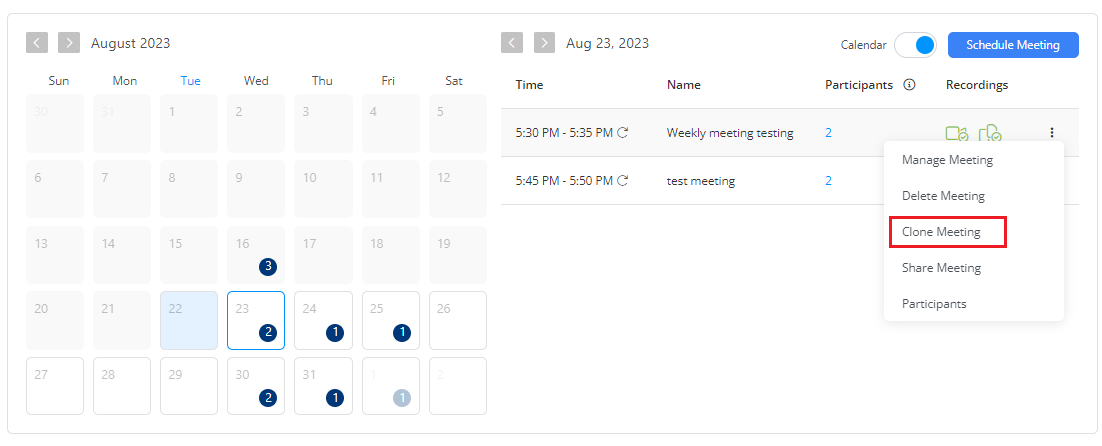 August 2023
Sun Mon Tue Wed Thu Fri Sat
30 31 1 2 3 4 5
6 7 8 9 10 11 12
13 14 15 16 17 18 19
3
20 21 22 23 24 25 26
2 1 1
27 28 29 30 31 1 2
2 1 1
Aug 23, 2023 Calendar Schedule Meeting
Time Name Participants Recordings
5:30 PM - 5:35 PM Weekly meeting testing 2
5:45 PM - 5:50 PM test meeting 2
Manage Meeting
Delete Meeting
Clone Meeting
Share Meeting
Participants